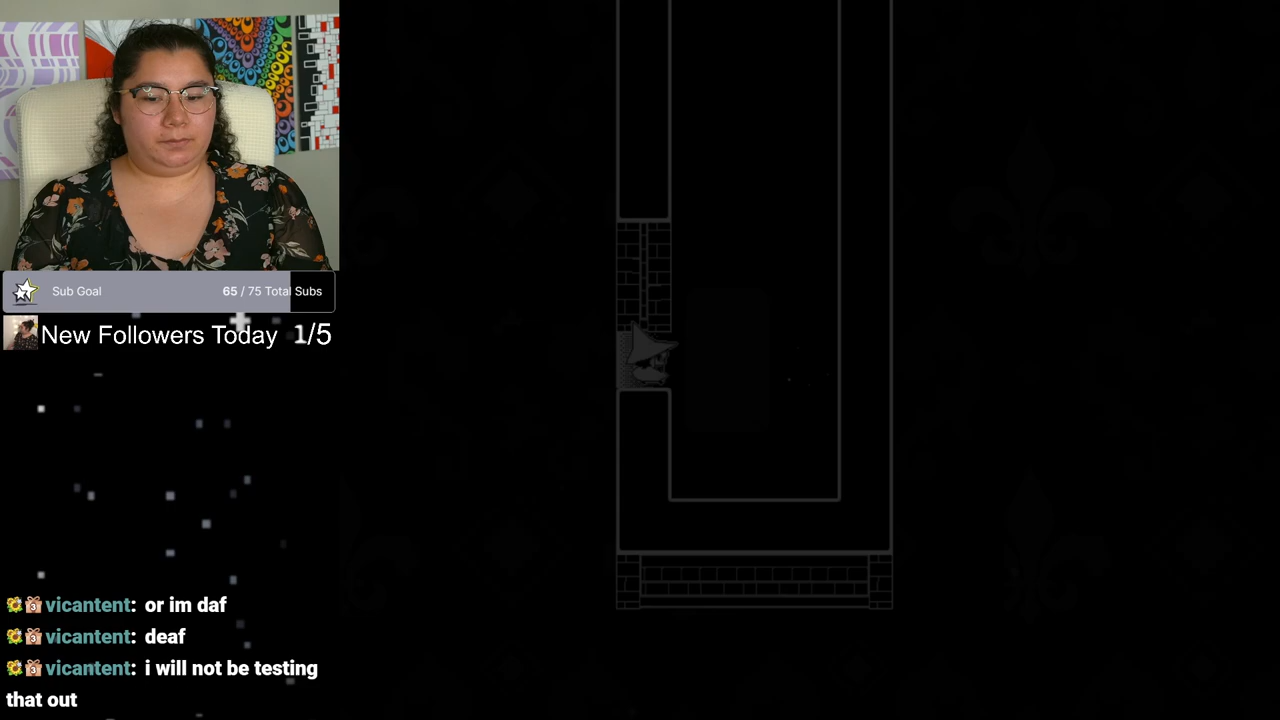 Sub Goal 65 / 75 Total Subs
New Followers Today 1/5
vicantent: or im daf
vicantent: deaf
vicantent: i will not be testing
that out